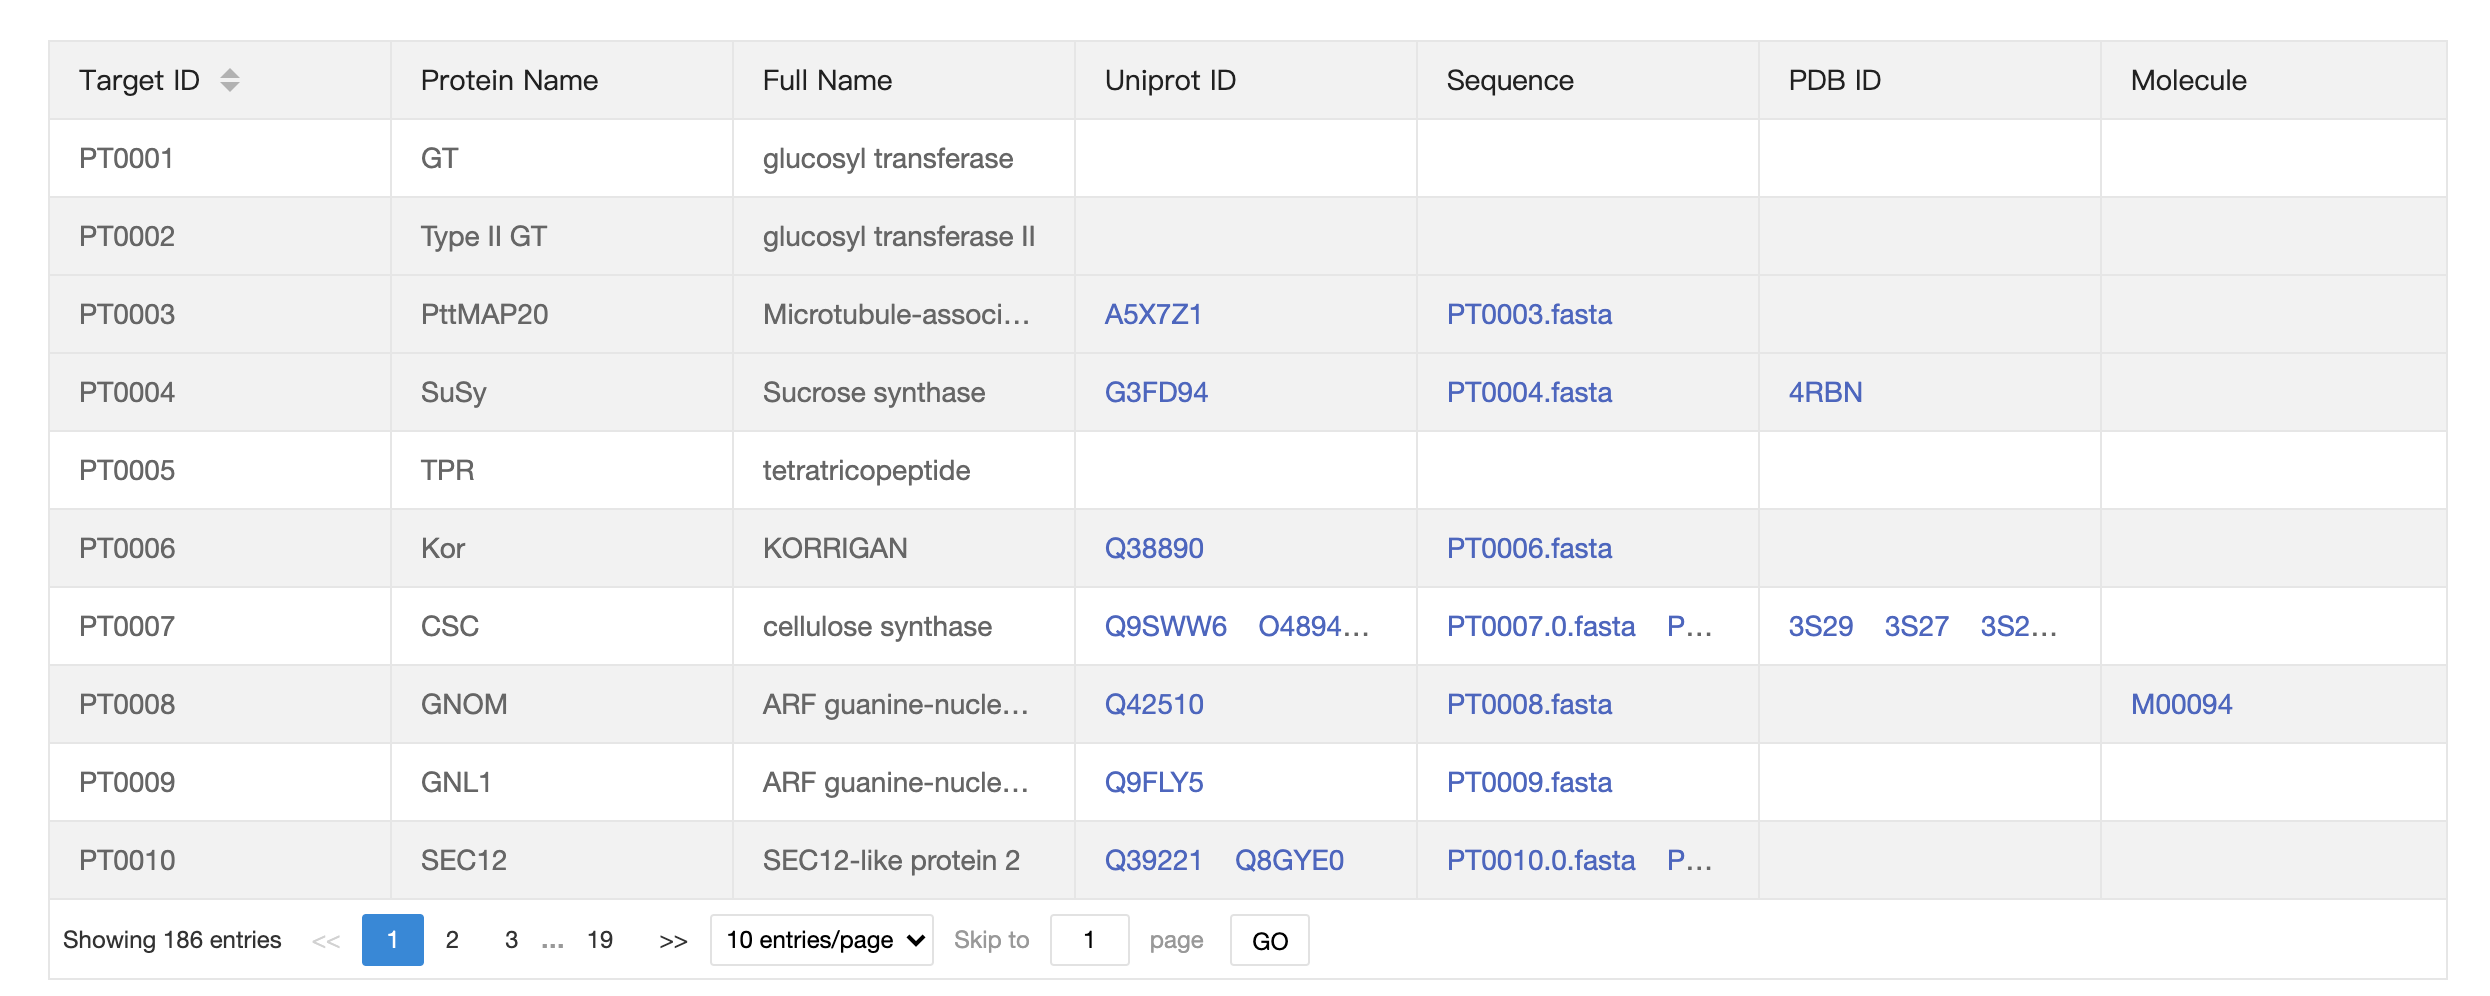 Target ID Protein Name Full Name Uniprot ID Sequence PDB ID Molecule
PT0001 GT glucosyl transferase
PT0002 Type II GT glucosyl transferase II
PT0003 PttMAP20 Microtubule-associ... A5X7Z1 PT0003.fasta
PT0004 SuSy Sucrose synthase G3FD94 PT0004.fasta 4RBN
PT0005 TPR tetratricopeptide
PT0006 Kor KORRIGAN Q38890 PT0006.fasta
PT0007 CSC cellulose synthase Q9SWW6 O4894... PT0007.0.fasta P... 3S29 3S27 3S2...
PT0008 GNOM ARF guanine-nucle... Q42510 PT0008.fasta M00094
PT0009 GNL1 ARF guanine-nucle... Q9FLY5 PT0009.fasta
PT0010 SEC12 SEC12-like protein 2 Q39221 Q8GYE0 PT0010.0.fasta P...
Showing 186 entries << 1 2 3 ... 19 >> 10 entries/page Skip to 1 page GO